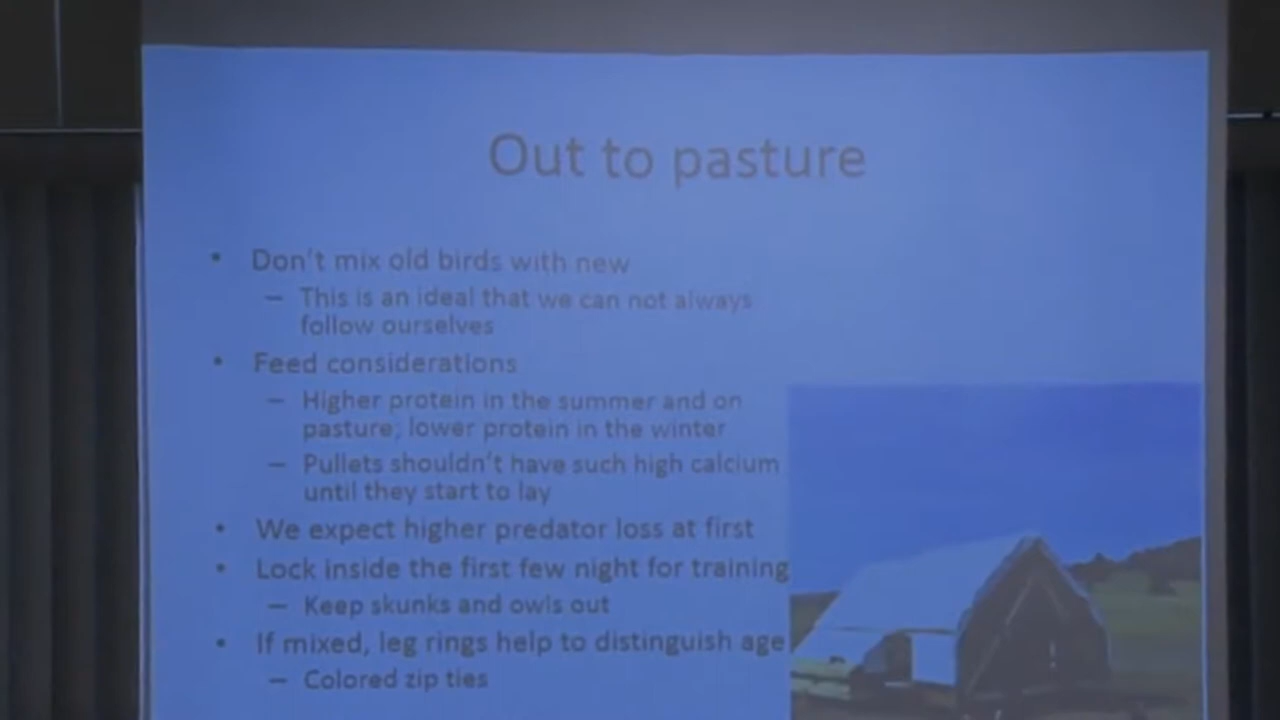 Out to pasture
• Don't mix old birds with new
– This is an ideal that we can not always
follow ourselves
• Feed considerations
– Higher protein in the summer and on
pasture; lower protein in the winter
– Pullets shouldn't have such high calcium
until they start to lay
• We expect higher predator loss at first
• Lock inside the first few night for training
– Keep skunks and owls out
• If mixed, leg rings help to distinguish age
– Colored zip ties